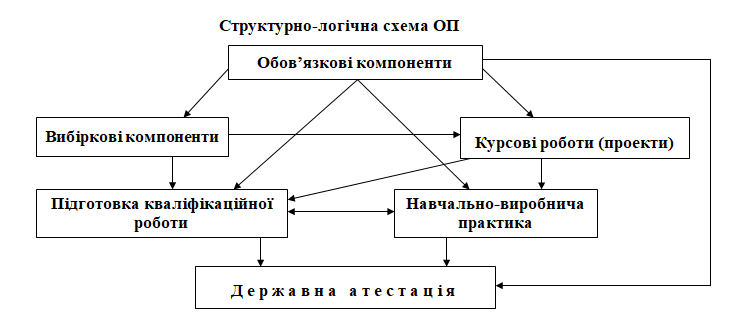 Структурно-логічна схема ОП
Обов’язкові компоненти
Вибіркові компоненти
Курсові роботи (проекти)
Підготовка кваліфікаційної
роботи
Навчально-виробнича
практика
Державна атестація